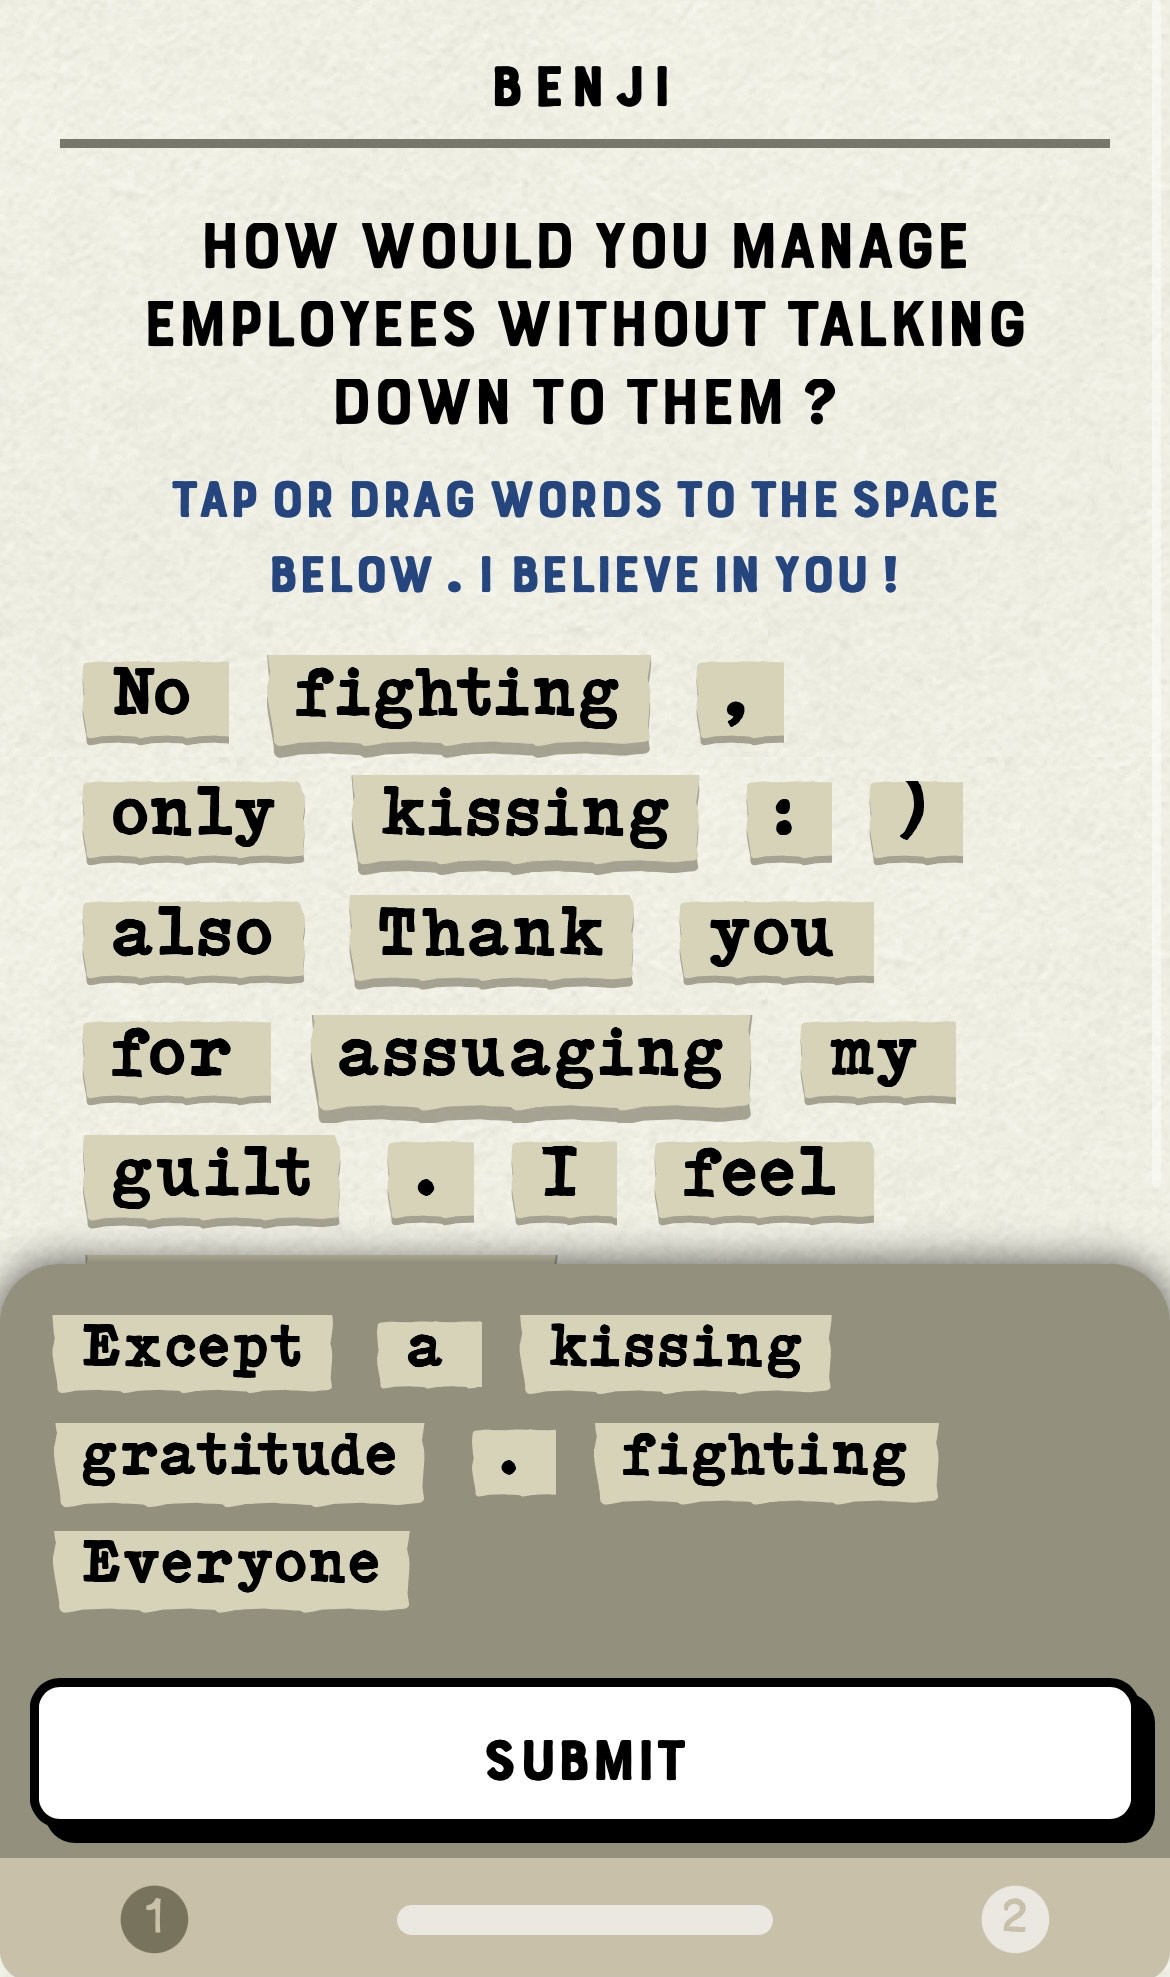 BENJI
HOW WOULD YOU MANAGE
EMPLOYEES WITHOUT TALKING
DOWN TO THEM ?
TAP OR DRAG WORDS TO THE SPACE
BELOW . I BELIEVE IN YOU !
No fighting ,
only kissing : )
also Thank you
for assuaging my
guilt . I feel
Except a kissing
gratitude . fighting
Everyone
SUBMIT
1 2